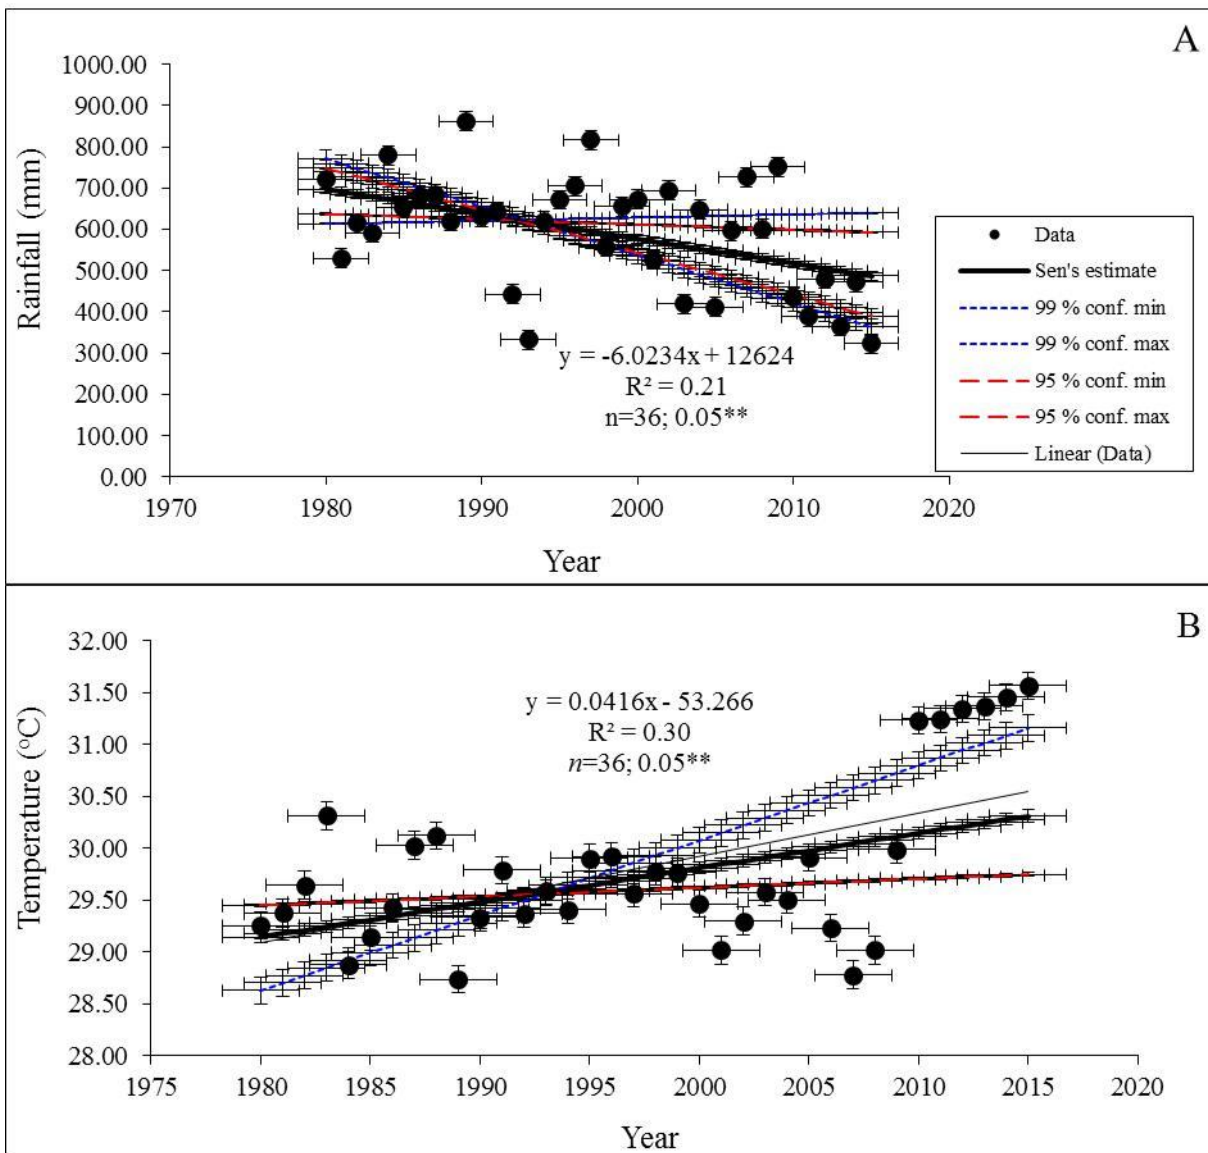 A
1000.00
900.00
800.00
700.00
600.00
500.00
400.00
300.00
200.00
100.00
0.00
Rainfall (mm)
y = -6.0234x + 12624
R² = 0.21
n=36; 0.05**
Data
Sen's estimate
99 % conf. min
99 % conf. max
95 % conf. min
95 % conf. max
Linear (Data)
1970 1980 1990 2000 2010 2020
Year
B
32.00
31.50
31.00
30.50
30.00
29.50
29.00
28.50
28.00
Temperature (°C)
y = 0.0416x - 53.266
R² = 0.30
n=36; 0.05**
1975 1980 1985 1990 1995 2000 2005 2010 2015 2020
Year